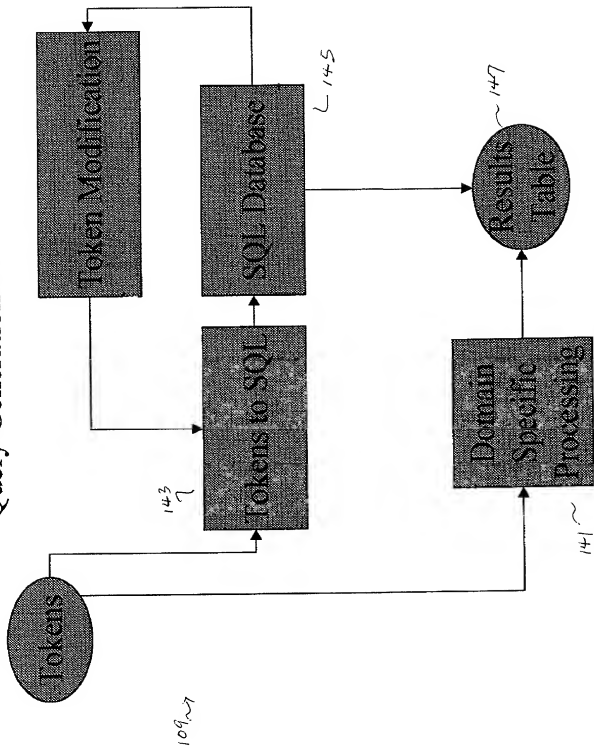 Tokens
109
143
Tokens to SQL
SQL Database
145
Token Modification
Domain
Specific
Processing
141
Results
Table
147